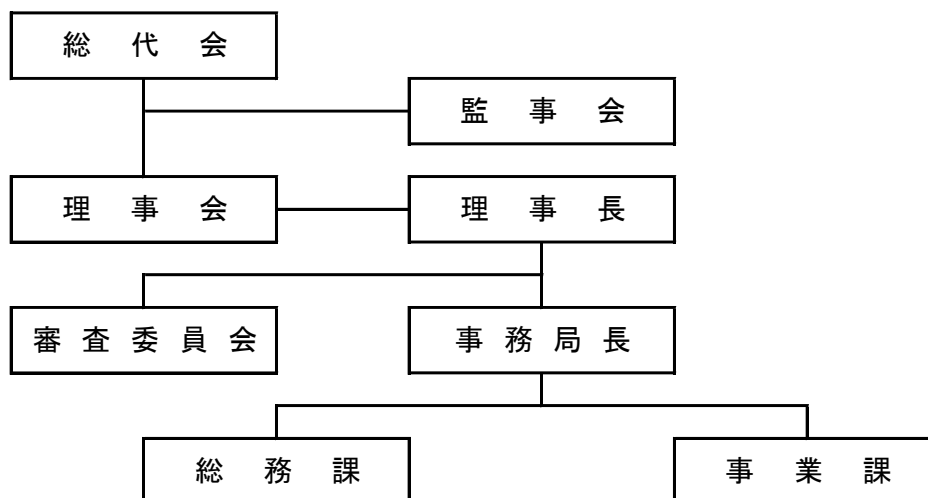 総代会
監事会
理事会
理事長
審査委員会
事務局長
総務課
事業課